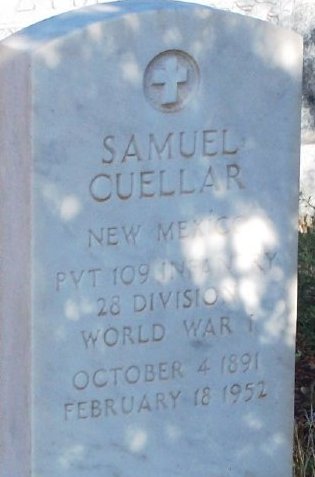 SAMUEL
CUELLAR
NEW MEXICO
PVT 109 INFANTRY
28 DIVISION
WORLD WAR I
OCTOBER 4 1891
FEBRUARY 18 1952